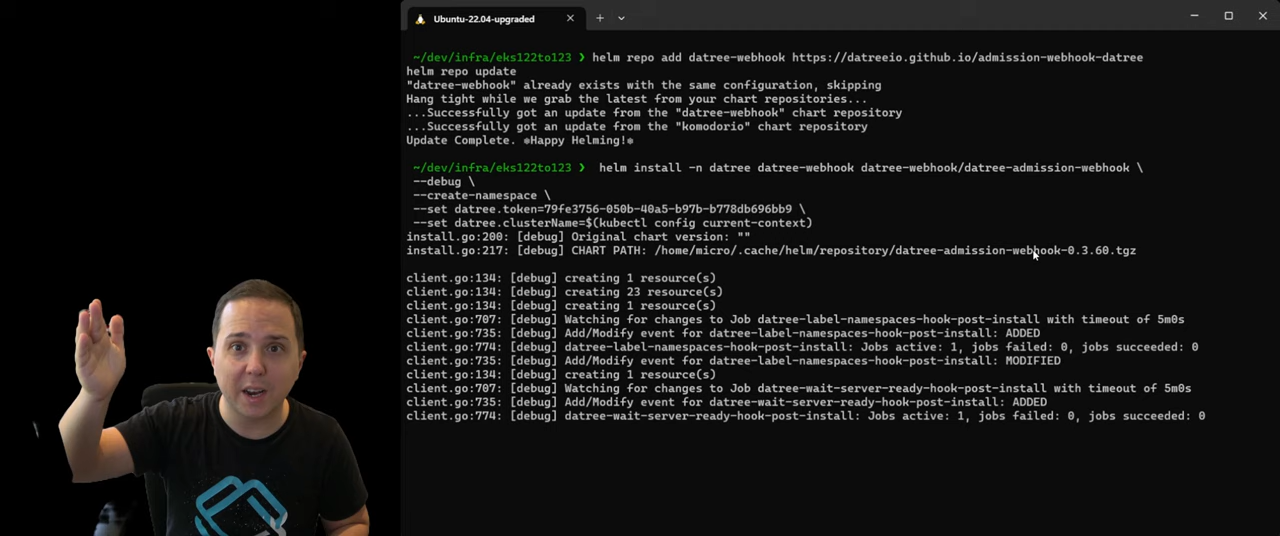 Ubuntu-22.04-upgraded
~/dev/infra/eks122to123 ❯ helm repo add datree-webhook https://datreeio.github.io/admission-webhook-datree
helm repo update
"datree-webhook" already exists with the same configuration, skipping
Hang tight while we grab the latest from your chart repositories...
...Successfully got an update from the "datree-webhook" chart repository
...Successfully got an update from the "komodorio" chart repository
Update Complete. ⎈Happy Helming!⎈
~/dev/infra/eks122to123 ❯  helm install -n datree datree-webhook datree-webhook/datree-admission-webhook \
--debug \
--create-namespace \
--set datree.token=79fe3756-050b-40a5-b97b-b778db696bb9 \
--set datree.clusterName=$(kubectl config current-context)
install.go:200: [debug] Original chart version: ""
install.go:217: [debug] CHART PATH: /home/micro/.cache/helm/repository/datree-admission-webhook-0.3.60.tgz
client.go:134: [debug] creating 1 resource(s)
client.go:134: [debug] creating 23 resource(s)
client.go:134: [debug] creating 1 resource(s)
client.go:707: [debug] Watching for changes to Job datree-label-namespaces-hook-post-install with timeout of 5m0s
client.go:735: [debug] Add/Modify event for datree-label-namespaces-hook-post-install: ADDED
client.go:774: [debug] datree-label-namespaces-hook-post-install: Jobs active: 1, jobs failed: 0, jobs succeeded: 0
client.go:735: [debug] Add/Modify event for datree-label-namespaces-hook-post-install: MODIFIED
client.go:134: [debug] creating 1 resource(s)
client.go:707: [debug] Watching for changes to Job datree-wait-server-ready-hook-post-install with timeout of 5m0s
client.go:735: [debug] Add/Modify event for datree-wait-server-ready-hook-post-install: ADDED
client.go:774: [debug] datree-wait-server-ready-hook-post-install: Jobs active: 1, jobs failed: 0, jobs succeeded: 0